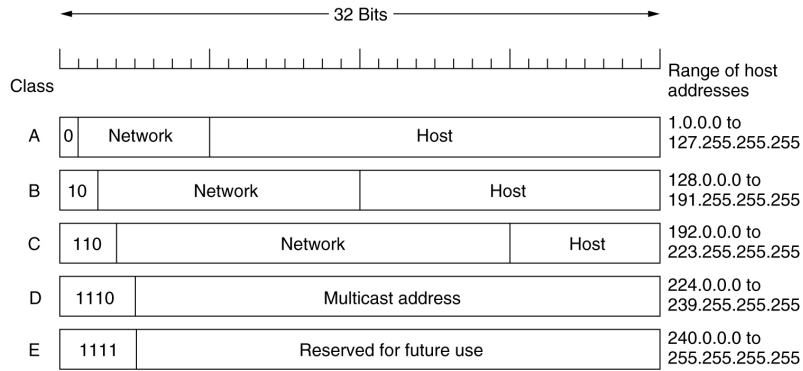 32 Bits
Class
Range of host
addresses
A
0
Network
Host
1.0.0.0 to
127.255.255.255
B
10
Network
Host
128.0.0.0 to
191.255.255.255
C
110
Network
Host
192.0.0.0 to
223.255.255.255
D
1110
Multicast address
224.0.0.0 to
239.255.255.255
E
1111
Reserved for future use
240.0.0.0 to
255.255.255.255